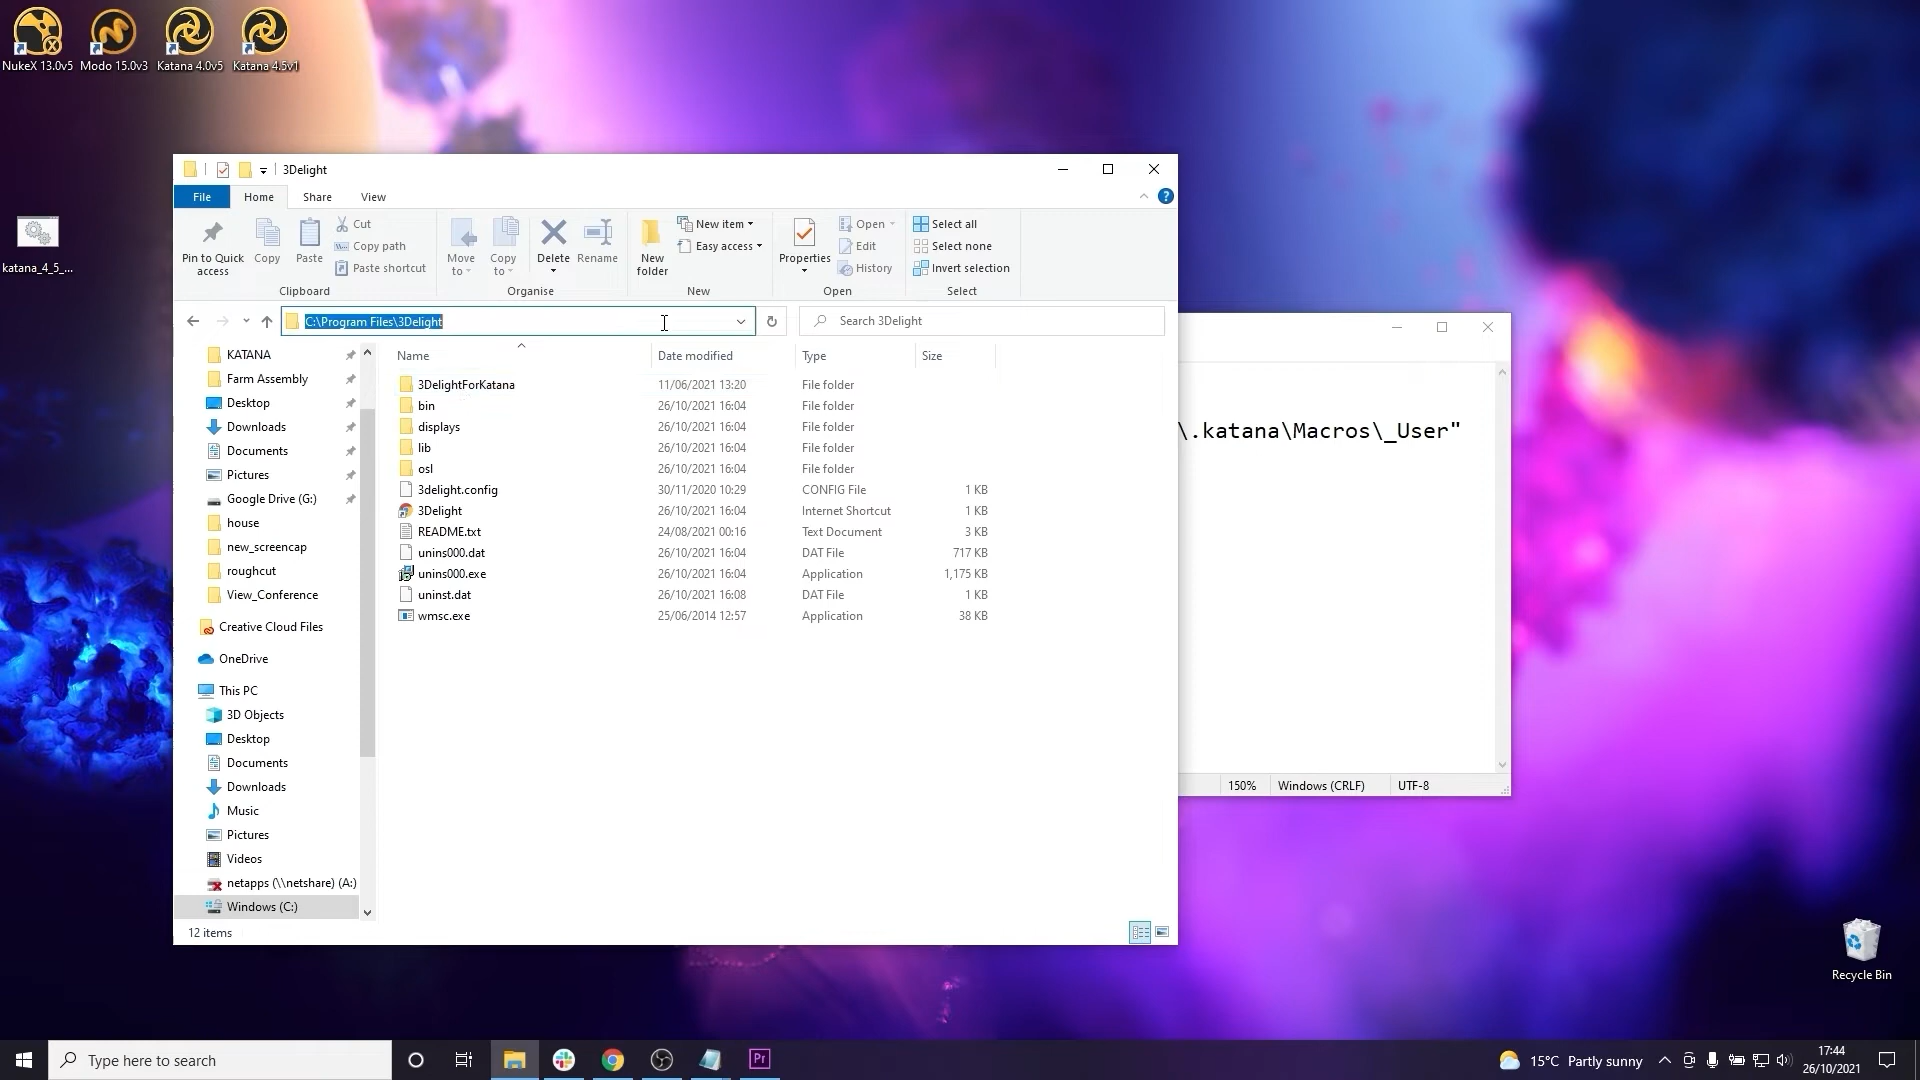 NukeX 13.0v5 Modo 15.0v3 Katana 4.0v5 Katana 4.5v1
katana_4_5_...
3Delight
File Home Share View
Pin to Quick access
Copy
Paste
Cut
Copy path
Paste shortcut
Clipboard
Move to
Copy to
Delete
Rename
Organise
New folder
New item
Easy access
New
Properties
Open
Edit
History
Open
Select all
Select none
Invert selection
Select
C:\Program Files\3Delight
Search 3Delight
KATANA
Farm Assembly
Desktop
Downloads
Documents
Pictures
Google Drive (G:)
house
new_screencap
roughcut
View_Conference
Creative Cloud Files
OneDrive
This PC
3D Objects
Desktop
Documents
Downloads
Music
Pictures
Videos
netapps (\\netshare) (A:)
Windows (C:)
Name Date modified Type Size
3DelightForKatana 11/06/2021 13:20 File folder
bin 26/10/2021 16:04 File folder
displays 26/10/2021 16:04 File folder
lib 26/10/2021 16:04 File folder
osl 26/10/2021 16:04 File folder
3delight.config 30/11/2020 10:29 CONFIG File 1 KB
3Delight 26/10/2021 16:04 Internet Shortcut 1 KB
README.txt 24/08/2021 00:16 Text Document 3 KB
unins000.dat 26/10/2021 16:04 DAT File 717 KB
unins000.exe 26/10/2021 16:04 Application 1,175 KB
uninst.dat 26/10/2021 16:08 DAT File 1 KB
wmsc.exe 25/06/2014 12:57 Application 38 KB
12 items
\.katana\Macros\_User"
150% Windows (CRLF) UTF-8
Recycle Bin
Type here to search
Pr
15°C Partly sunny
17:44
26/10/2021